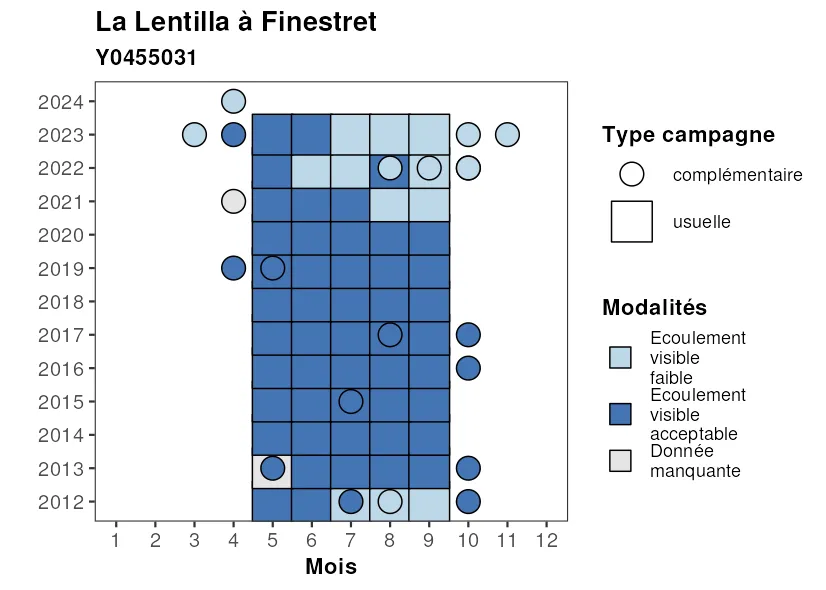 La Lentilla à Finestret
Y0455031
2024
2023
2022
2021
2020
2019
2018
2017
2016
2015
2014
2013
2012
1 2 3 4 5 6 7 8 9 10 11 12
Mois
Type campagne
complémentaire
usuelle
Modalités
Ecoulement
visible
faible
Ecoulement
visible
acceptable
Donnée
manquante